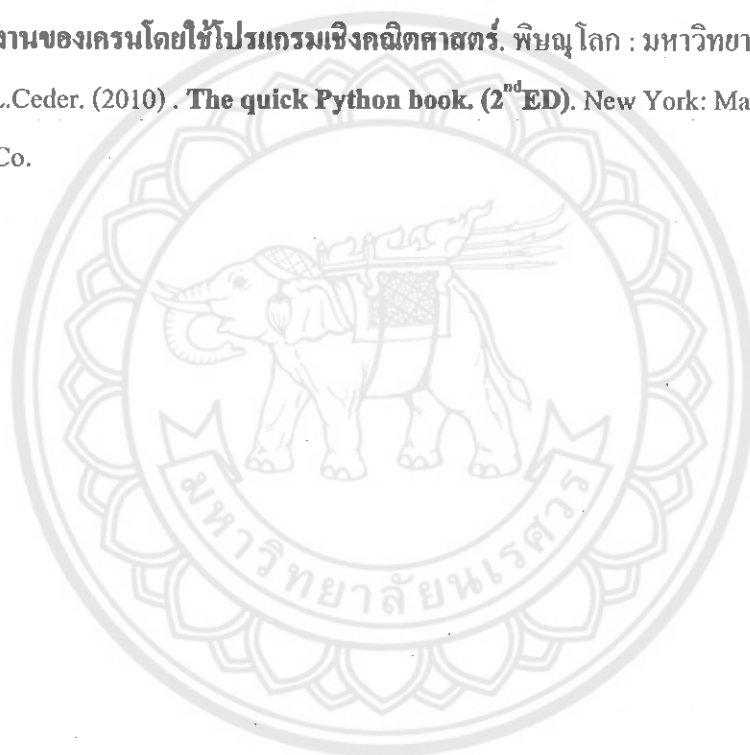 งานของเครนโดยใช้โปรแกรมเชิงคณิตศาสตร์. พิษณุโลก : มหาวิทยา
L.Ceder. (2010) . The quick Python book. (2ndED). New York: Ma
Co.
มหาวิทยาลัยนเรศวร